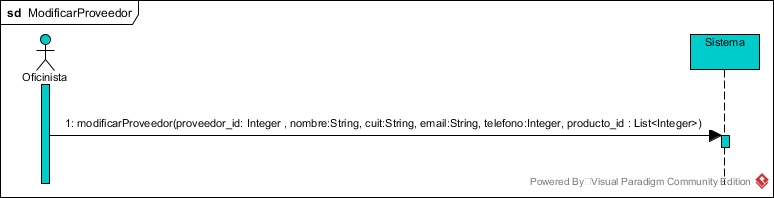 sd ModificarProveedor
Oficinista
Sistema
1: modificarProveedor(proveedor_id: Integer , nombre:String, cuit:String, email:String, telefono:Integer, producto_id : List<Integer>)
Powered By Visual Paradigm Community Edition